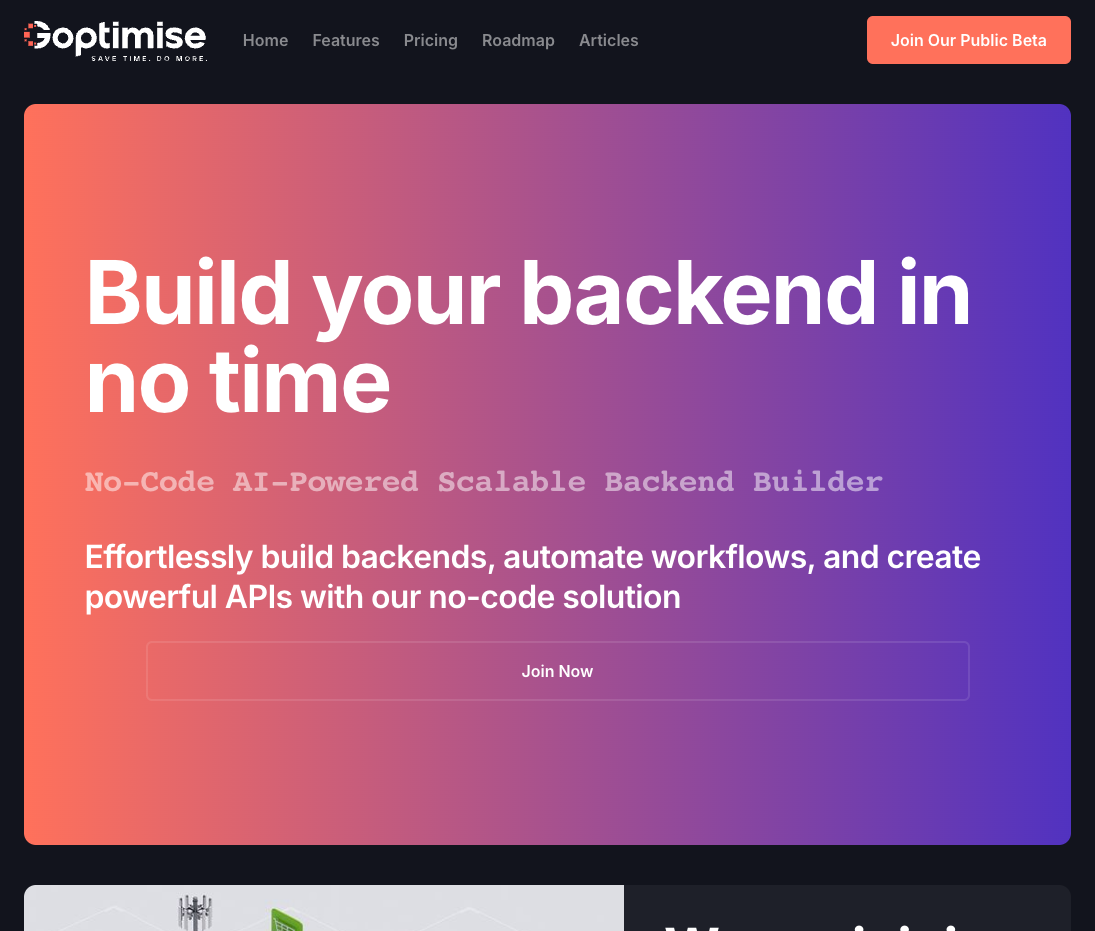 Goptimise
SAVE TIME. DO MORE.
Home Features Pricing Roadmap Articles
Join Our Public Beta
Build your backend in
no time
No-Code AI-Powered Scalable Backend Builder
Effortlessly build backends, automate workflows, and create
powerful APIs with our no-code solution
Join Now